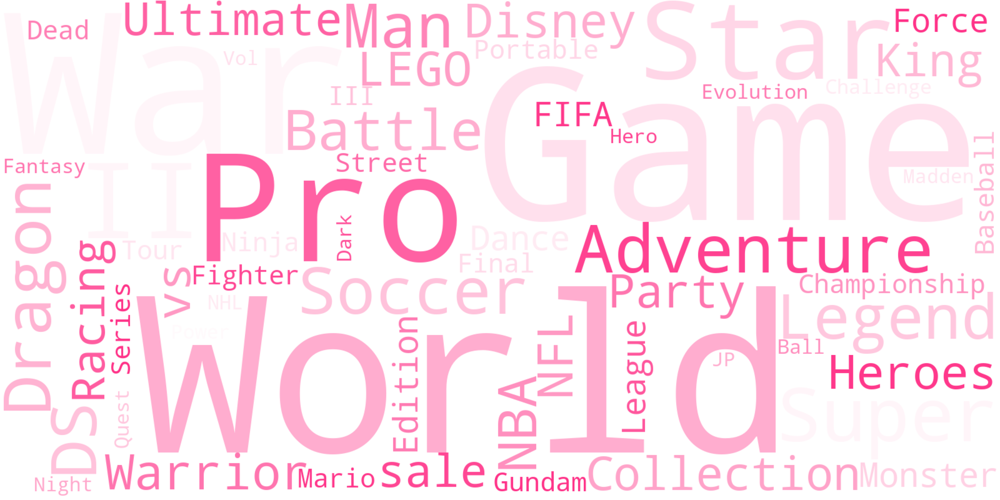 Dead
Ultimate
Man
Disney
Star
Force
War
Vol
Portable
King
LEGO
III
Evolution
Challenge
Battle
FIFA
Hero
Game
Fantasy
II
Street
Pro
Madden
Baseball
Dragon
Dark
Tour
Ninja
Dance
Adventure
Final
Racing
VS
Fighter
Soccer
Party
Championship
Series
NHL
Legend
Power
World
Edition
NFL
League
Ball
JP
Heroes
NBA
Super
DS
Quest
Night
Warrior
Mario
sale
Gundam
Collection
Monster